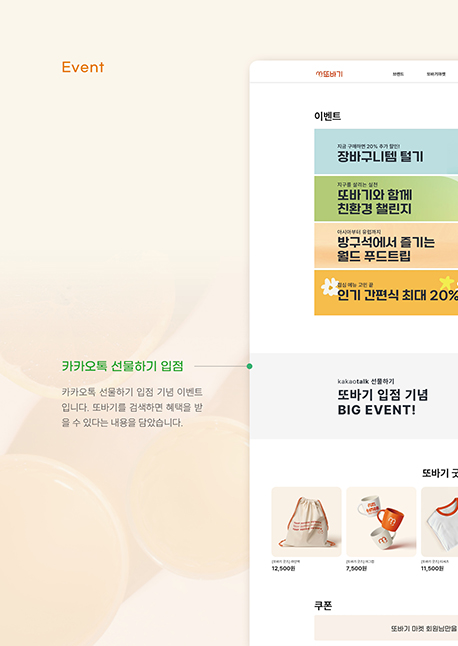 Event
또바기
브랜드 또바기마켓
이벤트
지금 구매하면 20% 추가 할인!
장바구니템 털기
지구를 살리는 실천
또바기와 함께
친환경 챌린지
아시아부터 유럽까지
방구석에서 즐기는
월드 푸드트립
점심 메뉴 고민 끝
인기 간편식 최대 20%
카카오톡 선물하기 입점
카카오톡 선물하기 입점 기념 이벤트
입니다. 또바기를 검색하면 혜택을 받
을 수 있다는 내용을 담았습니다.
kakaotalk 선물하기
또바기 입점 기념
BIG EVENT!
또바기 굿
12,500원
7,500원
11,500원
쿠폰
또바기 마켓 회원님만을